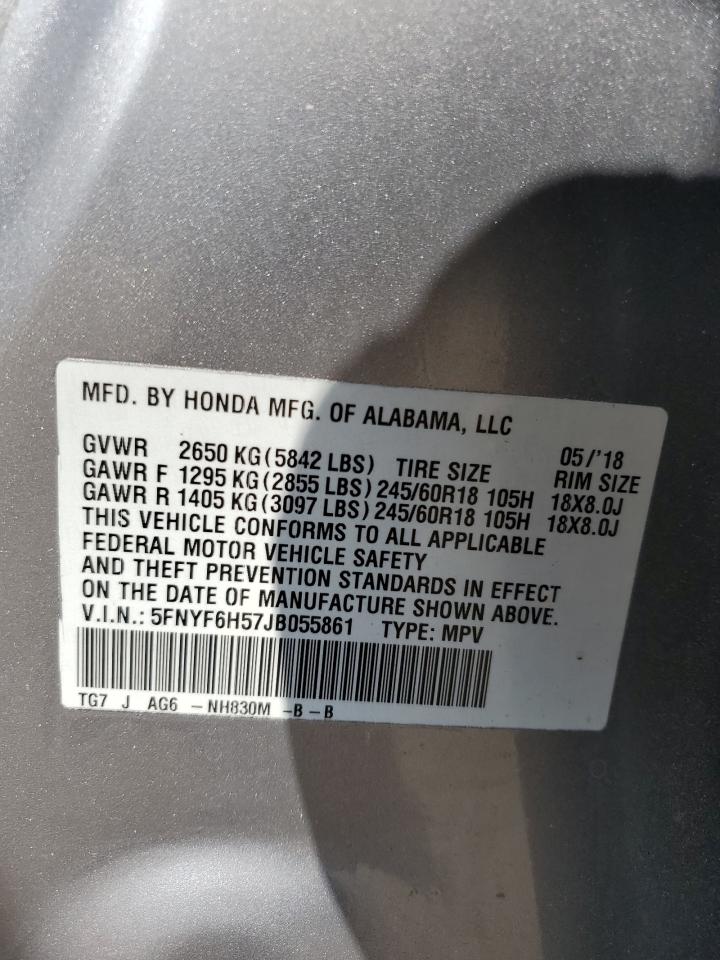 MFD. BY HONDA MFG. OF ALABAMA, LLC
GVWR 2650 KG (5842 LBS) TIRE SIZE 05/'18 RIM SIZE
GAWR F 1295 KG (2855 LBS) 245/60R18 105H 18X8.0J
GAWR R 1405 KG (3097 LBS) 245/60R18 105H 18X8.0J
THIS VEHICLE CONFORMS TO ALL APPLICABLE
FEDERAL MOTOR VEHICLE SAFETY
AND THEFT PREVENTION STANDARDS IN EFFECT
ON THE DATE OF MANUFACTURE SHOWN ABOVE.
V.I.N.: 5FNYF6H57JB055861 TYPE: MPV
TG7 J AG6 - NH830M - B - B